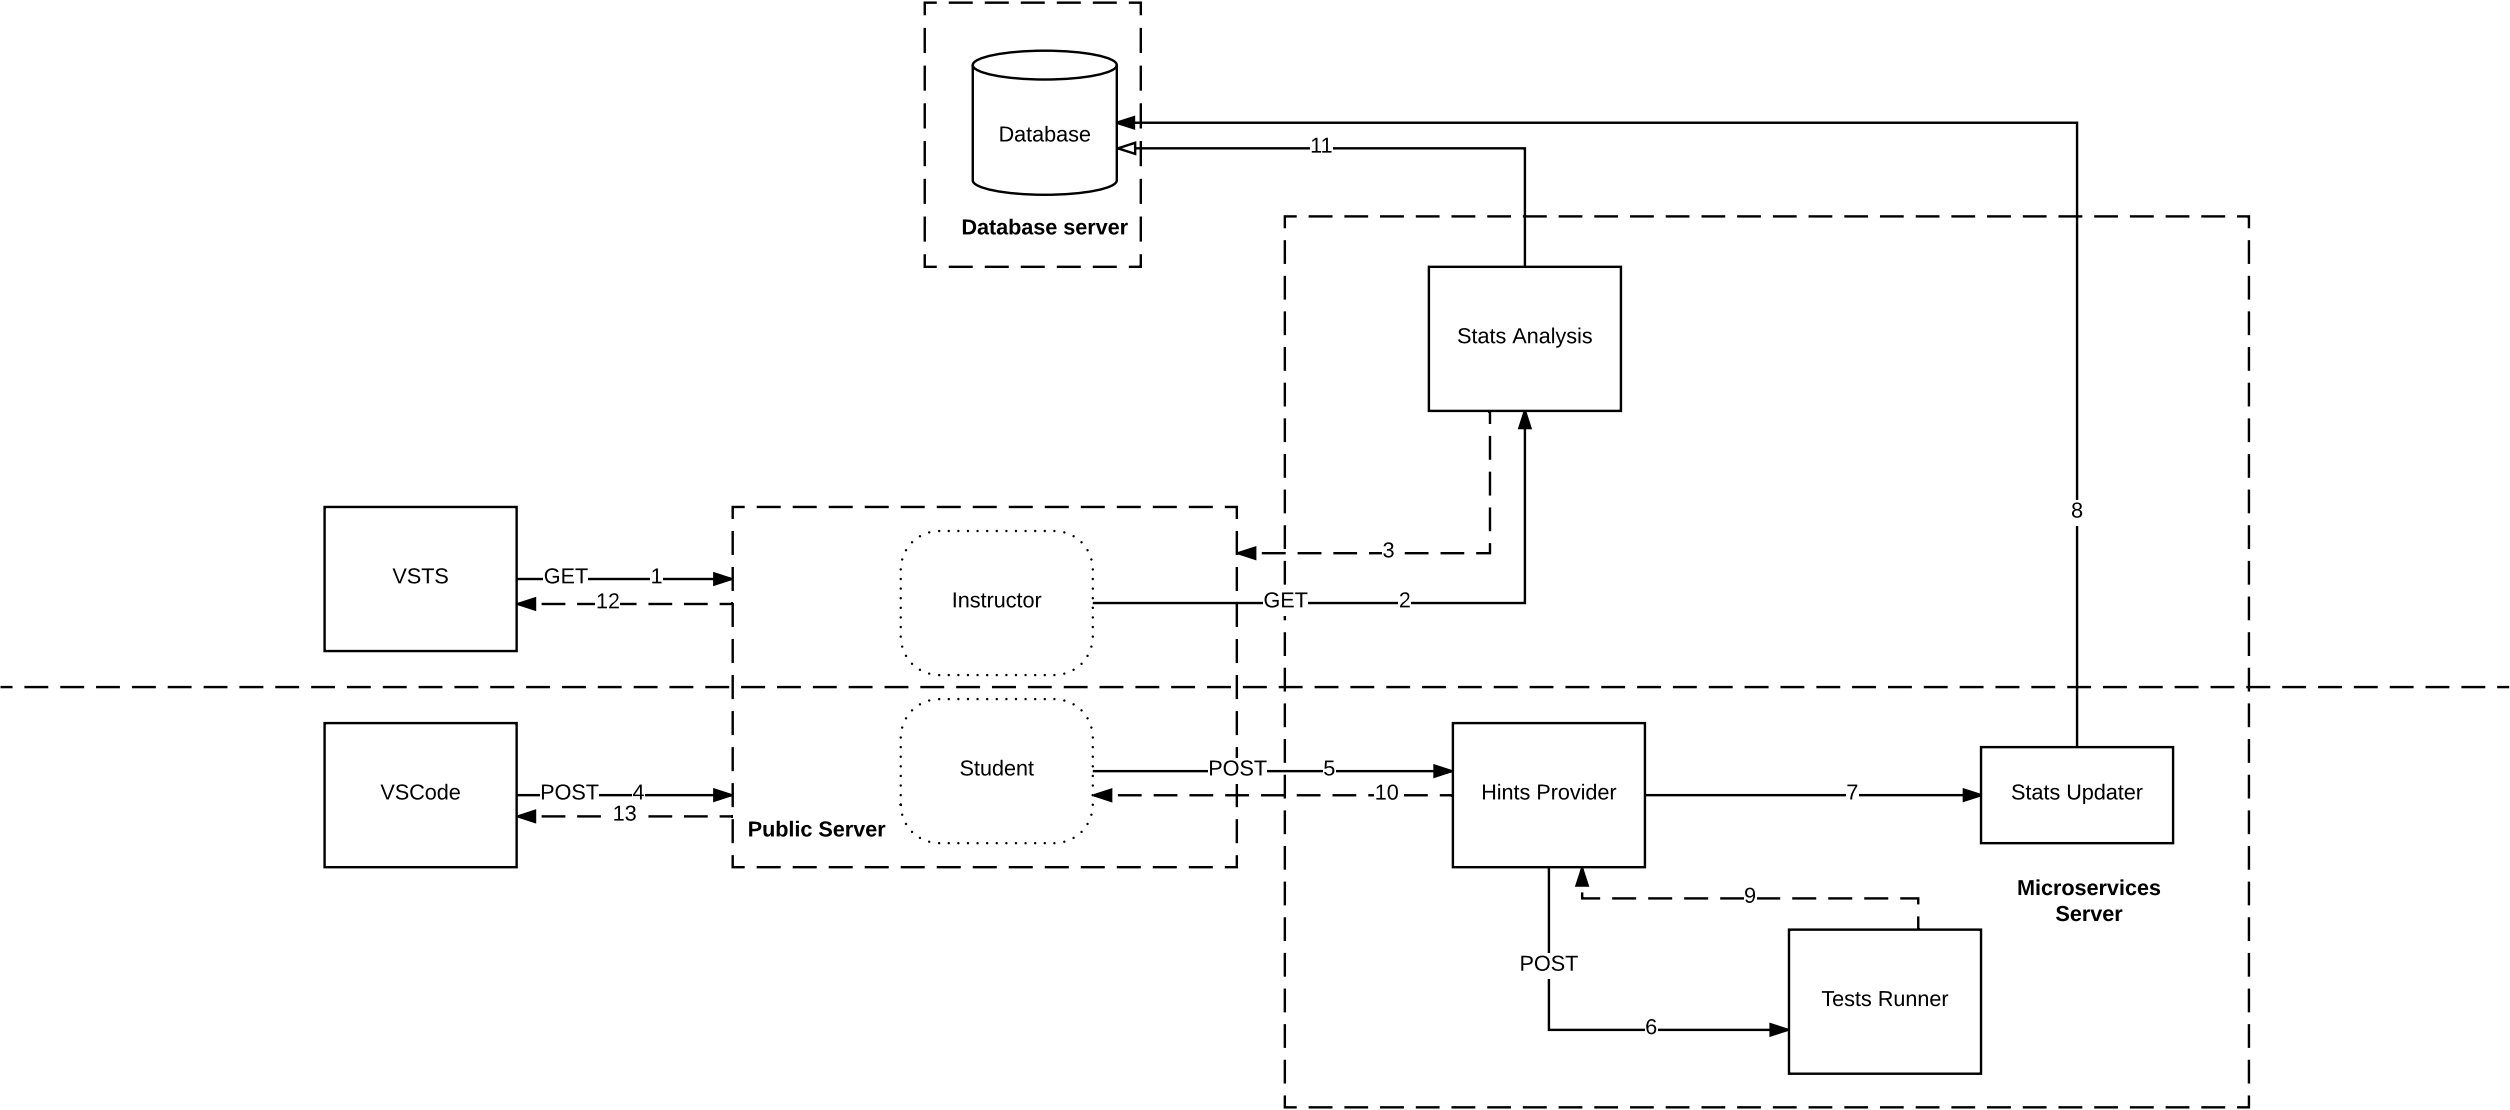 Database
11
Database server
Stats Analysis
8
VSTS
GET
1
12
Instructor
3
GET
2
VSCode
POST
4
13
Public Server
Student
POST
5
10
Hints Provider
7
Stats Updater
Microservices
Server
9
POST
6
Tests Runner